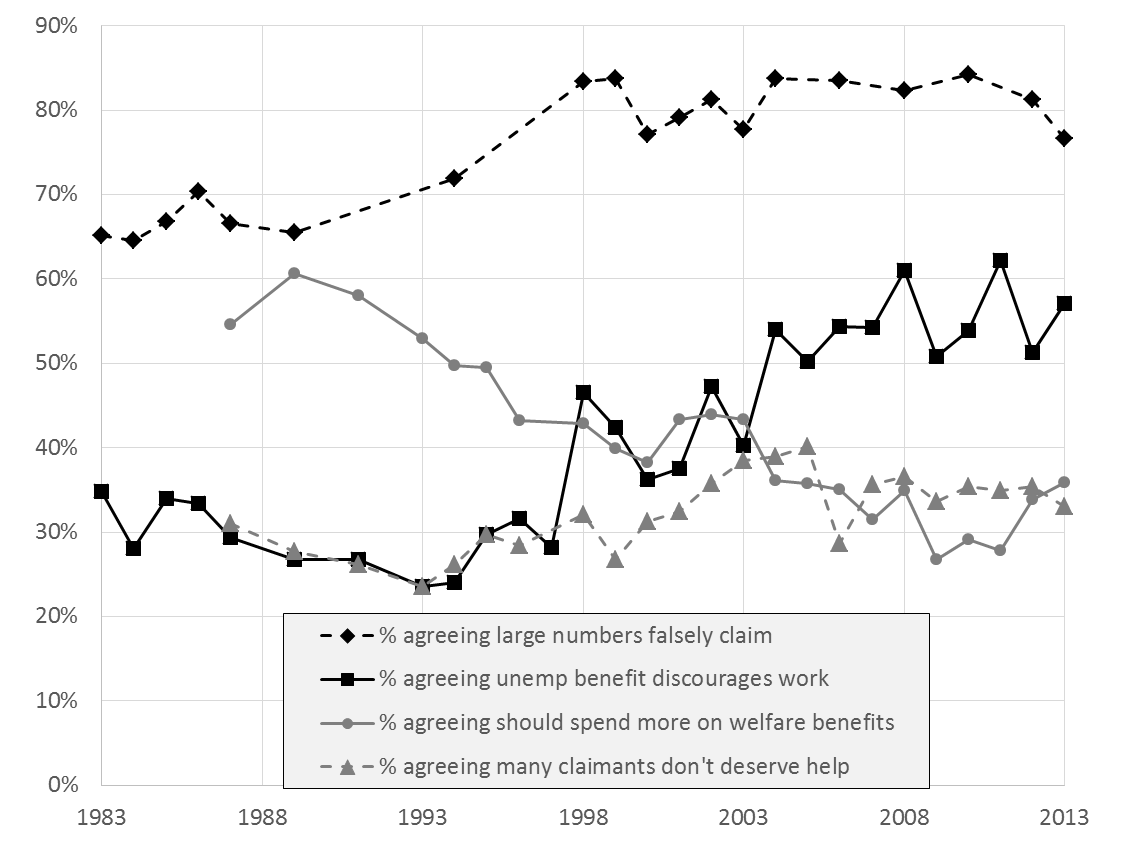 90%
80%
70%
60%
50%
40%
30%
20%
10%
0%
% agreeing large numbers falsely claim
% agreeing unemp benefit discourages work
% agreeing should spend more on welfare benefits
% agreeing many claimants don't deserve help
1983 1988 1993 1998 2003 2008 2013